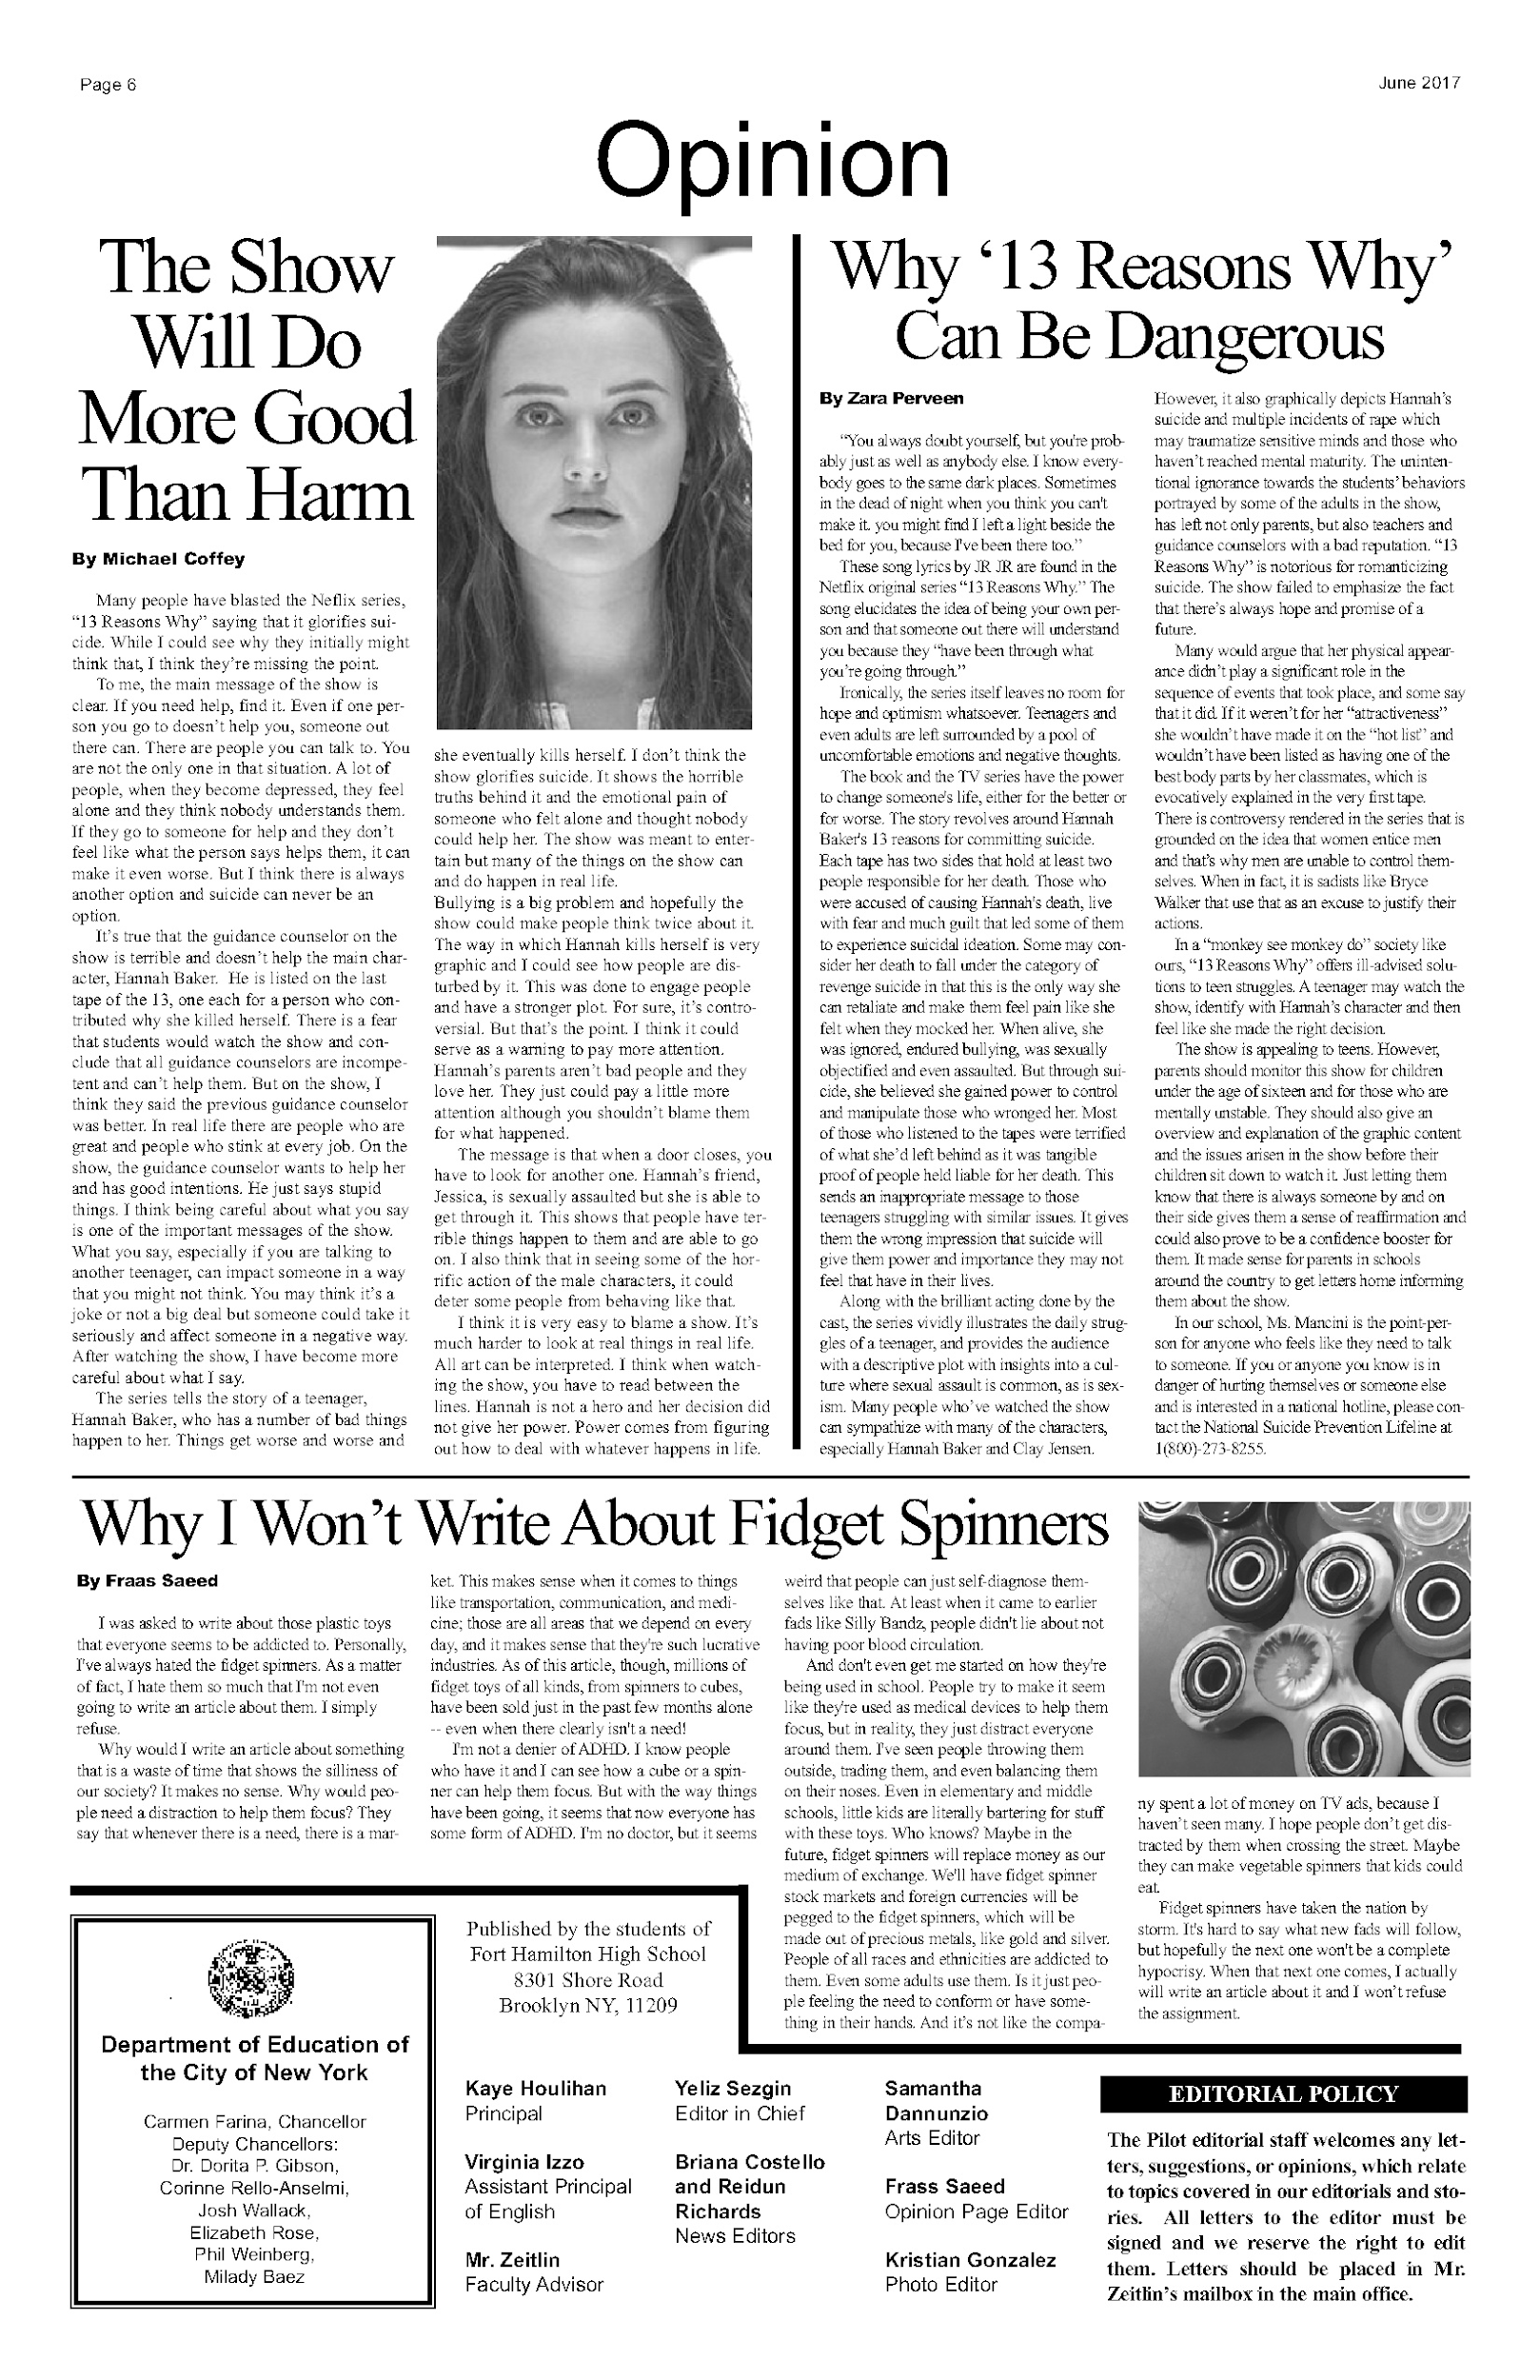 Page 6
June 2017
Opinion
The Show
Will Do
More Good
Than Harm
By Michael Coffey
Many people have blasted the Neflix series,
“13 Reasons Why” saying that it glorifies sui-
cide. While I could see why they initially might
think that, I think they’re missing the point.
To me, the main message of the show is
clear. If you need help, find it. Even if one per-
son you go to doesn’t help you, someone out
there can. There are people you can talk to. You
are not the only one in that situation. A lot of
people, when they become depressed, they feel
alone and they think nobody understands them.
If they go to someone for help and they don’t
feel like what the person says helps them, it can
make it even worse. But I think there is always
another option and suicide can never be an
option.
It’s true that the guidance counselor on the
show is terrible and doesn’t help the main char-
acter, Hannah Baker.  He is listed on the last
tape of the 13, one each for a person who con-
tributed why she killed herself. There is a fear
that students would watch the show and con-
clude that all guidance counselors are incompe-
tent and can’t help them. But on the show, I
think they said the previous guidance counselor
was better. In real life there are people who are
great and people who stink at every job. On the
show, the guidance counselor wants to help her
and has good intentions. He just says stupid
things. I think being careful about what you say
is one of the important messages of the show.
What you say, especially if you are talking to
another teenager, can impact someone in a way
that you might not think. You may think it’s a
joke or not a big deal but someone could take it
seriously and affect someone in a negative way.
After watching the show, I have become more
careful about what I say.
The series tells the story of a teenager,
Hannah Baker, who has a number of bad things
happen to her. Things get worse and worse and
she eventually kills herself. I don’t think the
show glorifies suicide. It shows the horrible
truths behind it and the emotional pain of
someone who felt alone and thought nobody
could help her. The show was meant to enter-
tain but many of the things on the show can
and do happen in real life.
Bullying is a big problem and hopefully the
show could make people think twice about it.
The way in which Hannah kills herself is very
graphic and I could see how people are dis-
turbed by it. This was done to engage people
and have a stronger plot. For sure, it’s contro-
versial. But that’s the point. I think it could
serve as a warning to pay more attention.
Hannah’s parents aren’t bad people and they
love her. They just could pay a little more
attention although you shouldn’t blame them
for what happened.
The message is that when a door closes, you
have to look for another one. Hannah’s friend,
Jessica, is sexually assaulted but she is able to
get through it. This shows that people have ter-
rible things happen to them and are able to go
on. I also think that in seeing some of the hor-
rific action of the male characters, it could
deter some people from behaving like that.
I think it is very easy to blame a show. It’s
much harder to look at real things in real life.
All art can be interpreted. I think when watch-
ing the show, you have to read between the
lines. Hannah is not a hero and her decision did
not give her power. Power comes from figuring
out how to deal with whatever happens in life.
Why ‘13 Reasons Why’
Can Be Dangerous
By Zara Perveen
“You always doubt yourself, but you're prob-
ably just as well as anybody else. I know every-
body goes to the same dark places. Sometimes
in the dead of night when you think you can't
make it. you might find I left a light beside the
bed for you, because I've been there too.”
These song lyrics by JR JR are found in the
Netflix original series “13 Reasons Why.” The
song elucidates the idea of being your own per-
son and that someone out there will understand
you because they “have been through what
you’re going through.”
Ironically, the series itself leaves no room for
hope and optimism whatsoever. Teenagers and
even adults are left surrounded by a pool of
uncomfortable emotions and negative thoughts.
The book and the TV series have the power
to change someone's life, either for the better or
for worse. The story revolves around Hannah
Baker's 13 reasons for committing suicide.
Each tape has two sides that hold at least two
people responsible for her death. Those who
were accused of causing Hannah's death, live
with fear and much guilt that led some of them
to experience suicidal ideation. Some may con-
sider her death to fall under the category of
revenge suicide in that this is the only way she
can retaliate and make them feel pain like she
felt when they mocked her. When alive, she
was ignored, endured bullying, was sexually
objectified and even assaulted. But through sui-
cide, she believed she gained power to control
and manipulate those who wronged her. Most
of those who listened to the tapes were terrified
of what she’d left behind as it was tangible
proof of people held liable for her death. This
sends an inappropriate message to those
teenagers struggling with similar issues. It gives
them the wrong impression that suicide will
give them power and importance they may not
feel that have in their lives.
Along with the brilliant acting done by the
cast, the series vividly illustrates the daily strug-
gles of a teenager, and provides the audience
with a descriptive plot with insights into a cul-
ture where sexual assault is common, as is sex-
ism. Many people who’ve watched the show
can sympathize with many of the characters,
especially Hannah Baker and Clay Jensen.
However, it also graphically depicts Hannah’s
suicide and multiple incidents of rape which
may traumatize sensitive minds and those who
haven’t reached mental maturity. The uninten-
tional ignorance towards the students’ behaviors
portrayed by some of the adults in the show,
has left not only parents, but also teachers and
guidance counselors with a bad reputation. “13
Reasons Why” is notorious for romanticizing
suicide. The show failed to emphasize the fact
that there’s always hope and promise of a
future.
Many would argue that her physical appear-
ance didn’t play a significant role in the
sequence of events that took place, and some say
that it did. If it weren’t for her “attractiveness”
she wouldn’t have made it on the “hot list” and
wouldn’t have been listed as having one of the
best body parts by her classmates, which is
evocatively explained in the very first tape.
There is controversy rendered in the series that is
grounded on the idea that women entice men
and that's why men are unable to control them-
selves. When in fact, it is sadists like Bryce
Walker that use that as an excuse to justify their
actions.
In a “monkey see monkey do” society like
ours, “13 Reasons Why” offers ill-advised solu-
tions to teen struggles. A teenager may watch the
show, identify with Hannah’s character and then
feel like she made the right decision.
The show is appealing to teens. However,
parents should monitor this show for children
under the age of sixteen and for those who are
mentally unstable. They should also give an
overview and explanation of the graphic content
and the issues arisen in the show before their
children sit down to watch it. Just letting them
know that there is always someone by and on
their side gives them a sense of reaffirmation and
could also prove to be a confidence booster for
them. It made sense for parents in schools
around the country to get letters home informing
them about the show.
In our school, Ms. Mancini is the point-per-
son for anyone who feels like they need to talk
to someone. If you or anyone you know is in
danger of hurting themselves or someone else
and is interested in a national hotline, please con-
tact the National Suicide Prevention Lifeline at
1(800)-273-8255.
Why I Won’t Write About Fidget Spinners
By Fraas Saeed
I was asked to write about those plastic toys
that everyone seems to be addicted to. Personally,
I've always hated the fidget spinners. As a matter
of fact, I hate them so much that I'm not even
going to write an article about them. I simply
refuse.
Why would I write an article about something
that is a waste of time that shows the silliness of
our society? It makes no sense. Why would peo-
ple need a distraction to help them focus? They
say that whenever there is a need, there is a mar-
ket. This makes sense when it comes to things
like transportation, communication, and medi-
cine; those are all areas that we depend on every
day, and it makes sense that they're such lucrative
industries. As of this article, though, millions of
fidget toys of all kinds, from spinners to cubes,
have been sold just in the past few months alone
-- even when there clearly isn't a need!
I'm not a denier of ADHD. I know people
who have it and I can see how a cube or a spin-
ner can help them focus. But with the way things
have been going, it seems that now everyone has
some form of ADHD. I'm no doctor, but it seems
weird that people can just self-diagnose them-
selves like that. At least when it came to earlier
fads like Silly Bandz, people didn't lie about not
having poor blood circulation.
And don't even get me started on how they're
being used in school. People try to make it seem
like they're used as medical devices to help them
focus, but in reality, they just distract everyone
around them. I've seen people throwing them
outside, trading them, and even balancing them
on their noses. Even in elementary and middle
schools, little kids are literally bartering for stuff
with these toys. Who knows? Maybe in the
future, fidget spinners will replace money as our
medium of exchange. We'll have fidget spinner
stock markets and foreign currencies will be
pegged to the fidget spinners, which will be
made out of precious metals, like gold and silver.
People of all races and ethnicities are addicted to
them. Even some adults use them. Is it just peo-
ple feeling the need to conform or have some-
thing in their hands. And it’s not like the compa-
ny spent a lot of money on TV ads, because I
haven’t seen many. I hope people don’t get dis-
tracted by them when crossing the street. Maybe
they can make vegetable spinners that kids could
eat.
Fidget spinners have taken the nation by
storm. It's hard to say what new fads will follow,
but hopefully the next one won't be a complete
hypocrisy. When that next one comes, I actually
will write an article about it and I won’t refuse
the assignment.
Department of Education of
the City of New York
Carmen Farina, Chancellor
Deputy Chancellors:
Dr. Dorita P. Gibson,
Corinne Rello-Anselmi,
Josh Wallack,
Elizabeth Rose,
Phil Weinberg,
Milady Baez
Published by the students of
Fort Hamilton High School
8301 Shore Road
Brooklyn NY, 11209
Kaye Houlihan
Principal
Virginia Izzo
Assistant Principal
of English
Mr. Zeitlin
Faculty Advisor
Yeliz Sezgin
Editor in Chief
Briana Costello
and Reidun
Richards
News Editors
Samantha
Dannunzio
Arts Editor
Frass Saeed
Opinion Page Editor
Kristian Gonzalez
Photo Editor
EDITORIAL POLICY
The Pilot editorial staff welcomes any let-
ters, suggestions, or opinions, which relate
to topics covered in our editorials and sto-
ries.  All letters to the editor must be
signed and we reserve the right to edit
them. Letters should be placed in Mr.
Zeitlin’s mailbox in the main office.